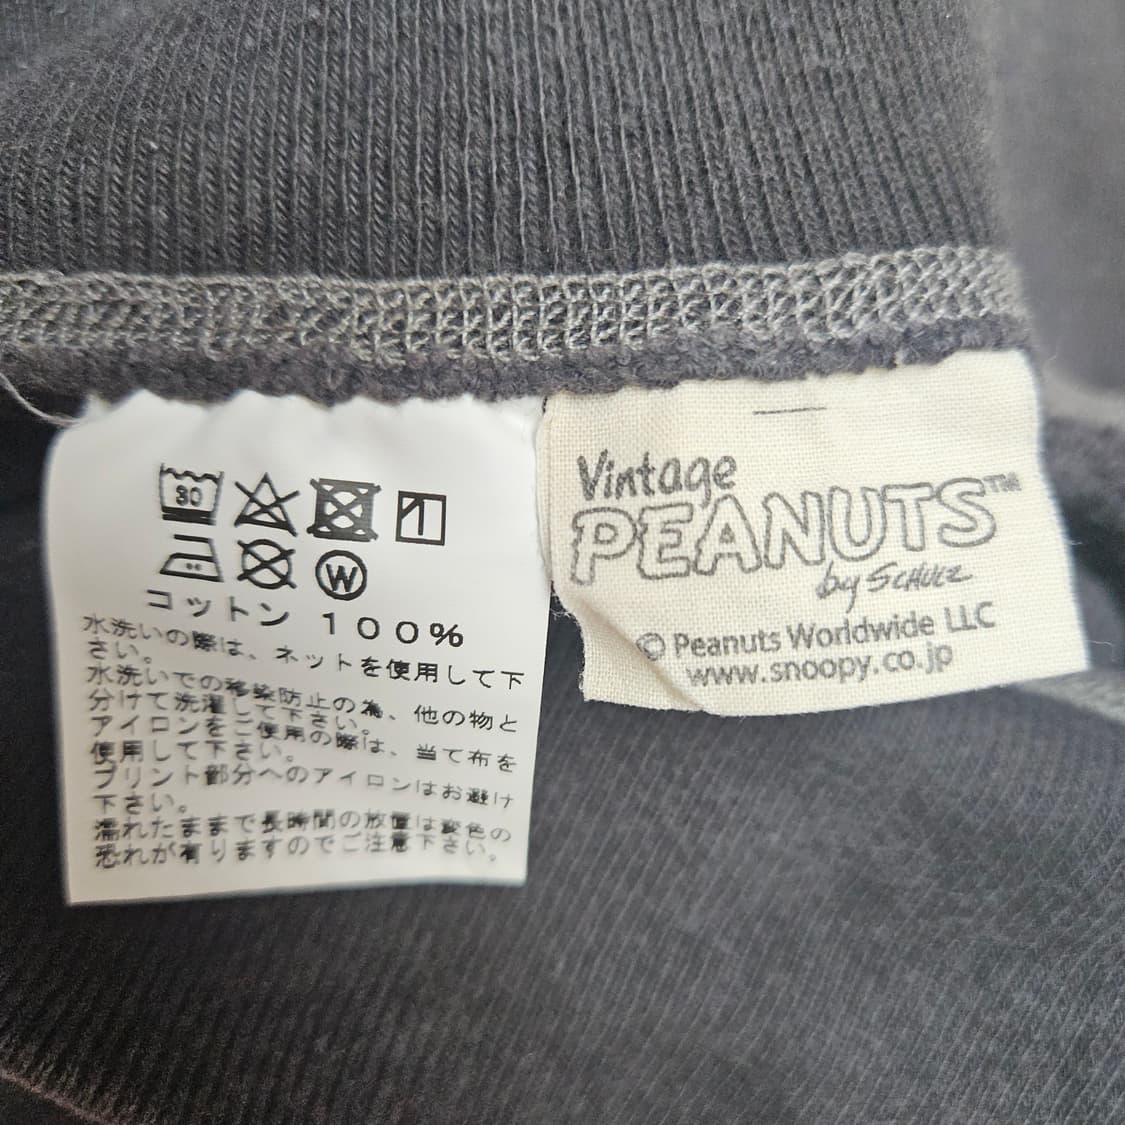 30
W
コットン 100%
水洗いの際は、ネットを使用して下
さい。
水洗いでの移染防止の為、他の物と
分けて洗濯して下さい。
アイロンをご使用の際は、当て布を
使用して下さい。
プリント部分へのアイロンはお避け
下さい。
濡れたままで長時間の放置は変色の
恐れが有りますのでご注意下さい。
Vintage
PEANUTS™
by SCHULZ
© Peanuts Worldwide LLC
www.snoopy.co.jp